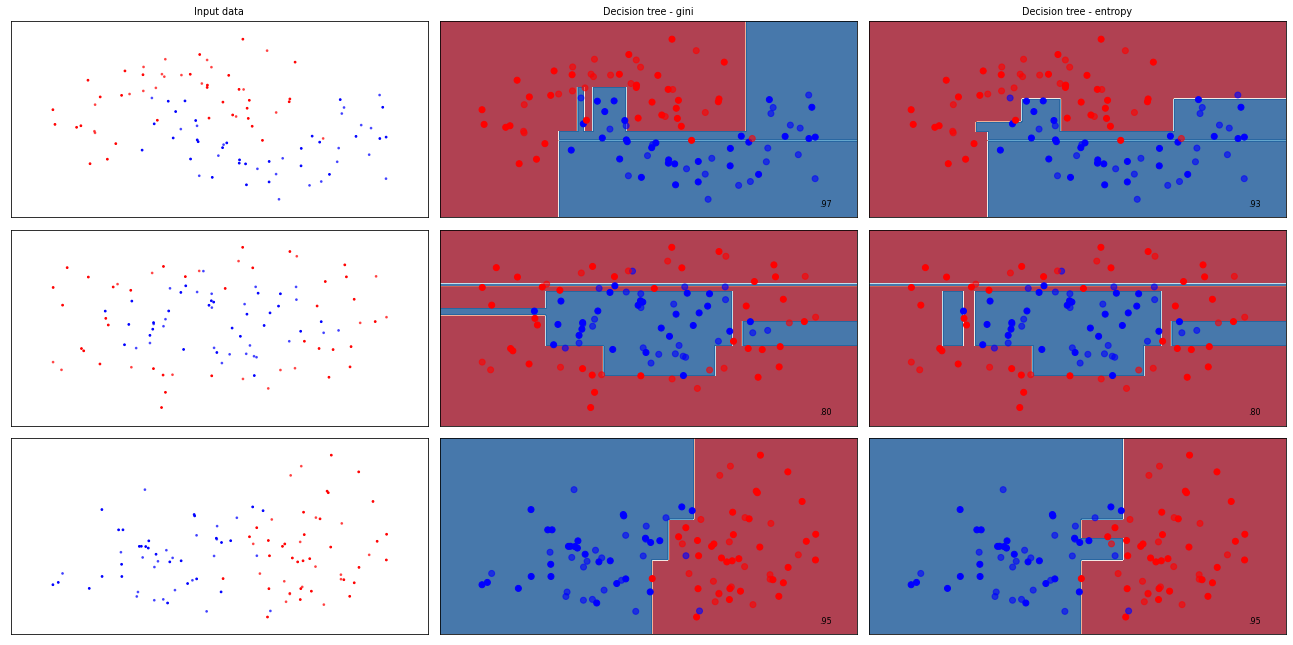 Input data
Decision tree - gini
Decision tree - entropy
.97
.93
.80
.80
.95
.95